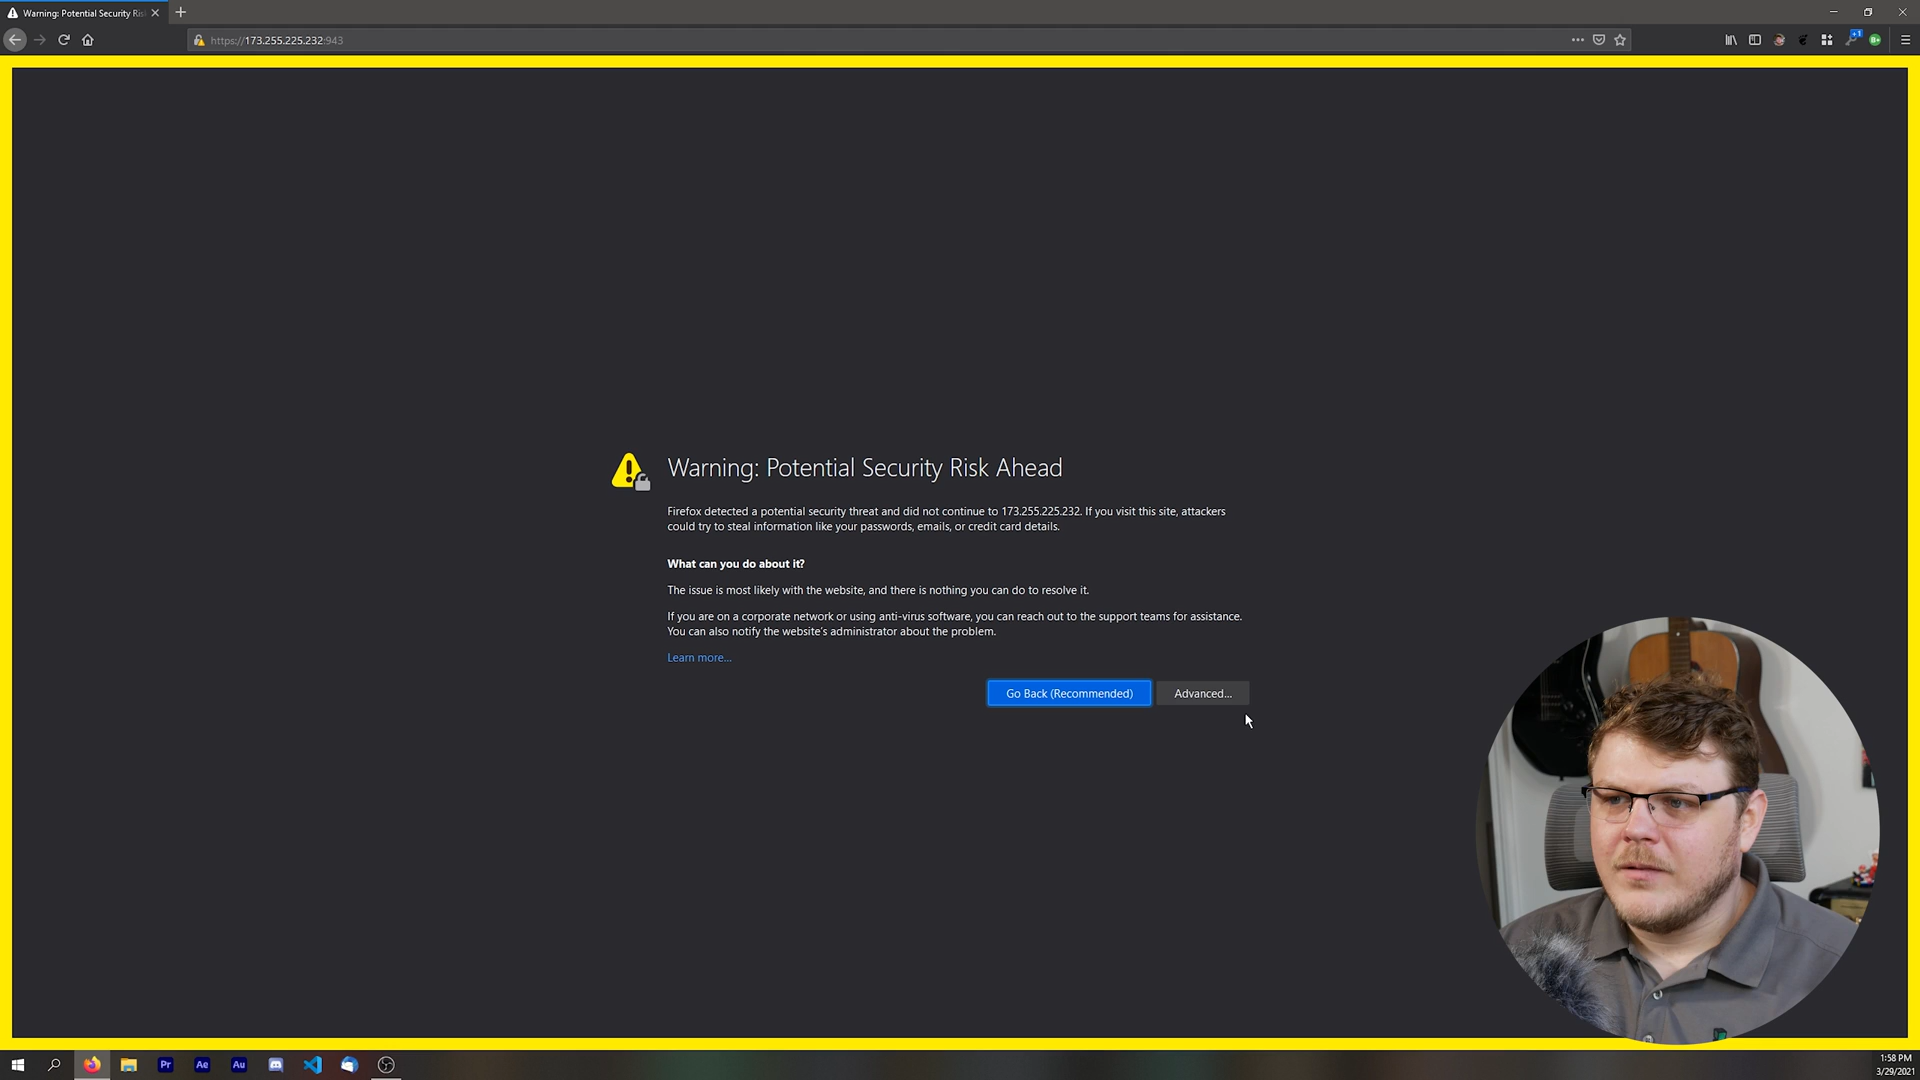 Warning: Potential Security Ris
https://173.255.225.232:943
+1
Warning: Potential Security Risk Ahead
Firefox detected a potential security threat and did not continue to 173.255.225.232. If you visit this site, attackers
could try to steal information like your passwords, emails, or credit card details.
What can you do about it?
The issue is most likely with the website, and there is nothing you can do to resolve it.
If you are on a corporate network or using anti-virus software, you can reach out to the support teams for assistance.
You can also notify the website's administrator about the problem.
Learn more...
Go Back (Recommended)
Advanced...
Pr
Ae
Au
1:58 PM
3/29/2021